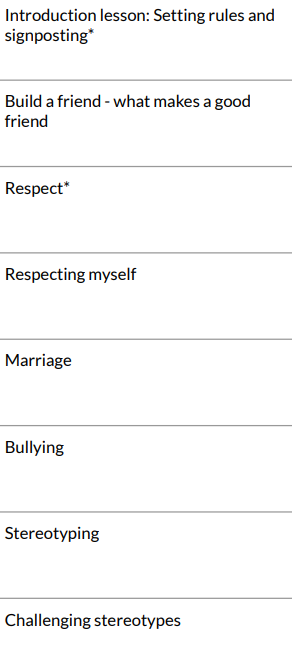 Introduction lesson: Setting rules and
signposting*
Build a friend - what makes a good
friend
Respect*
Respecting myself
Marriage
Bullying
Stereotyping
Challenging stereotypes